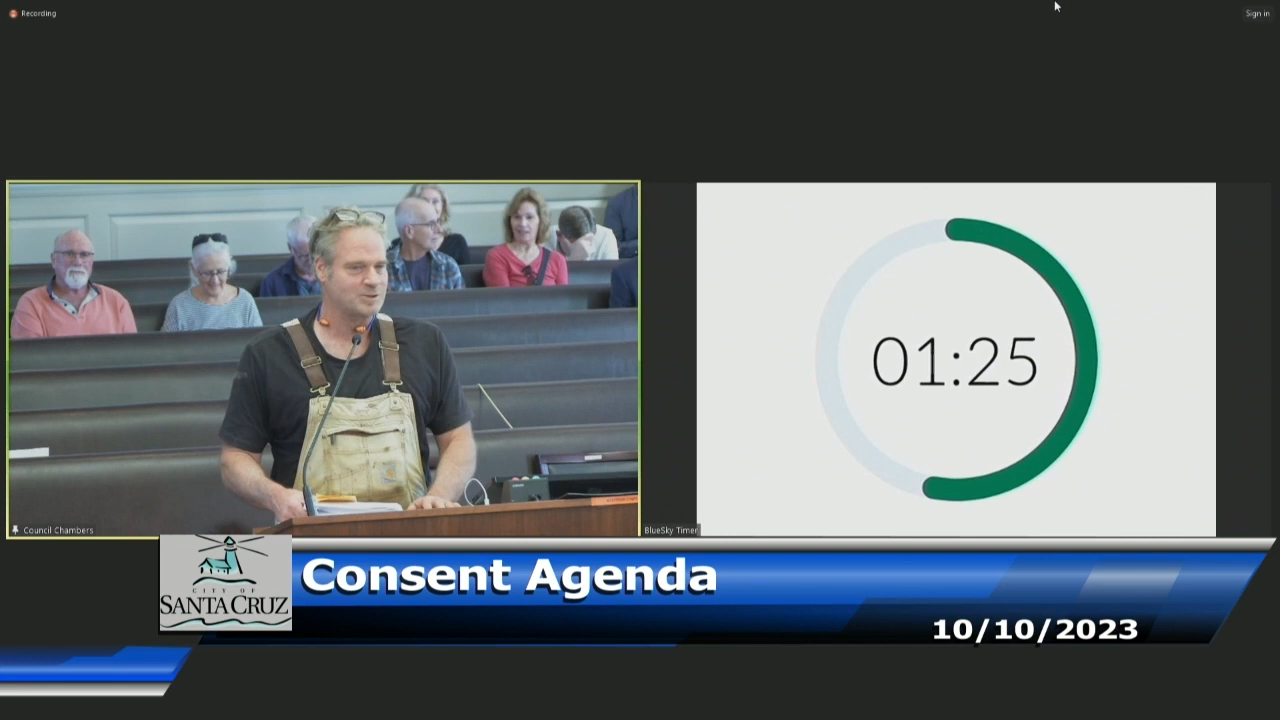 Recording
Sign in
01:25
Council Chambers
BlueSky Timer
CITY OF
SANTA CRUZ
Consent Agenda
10/10/2023